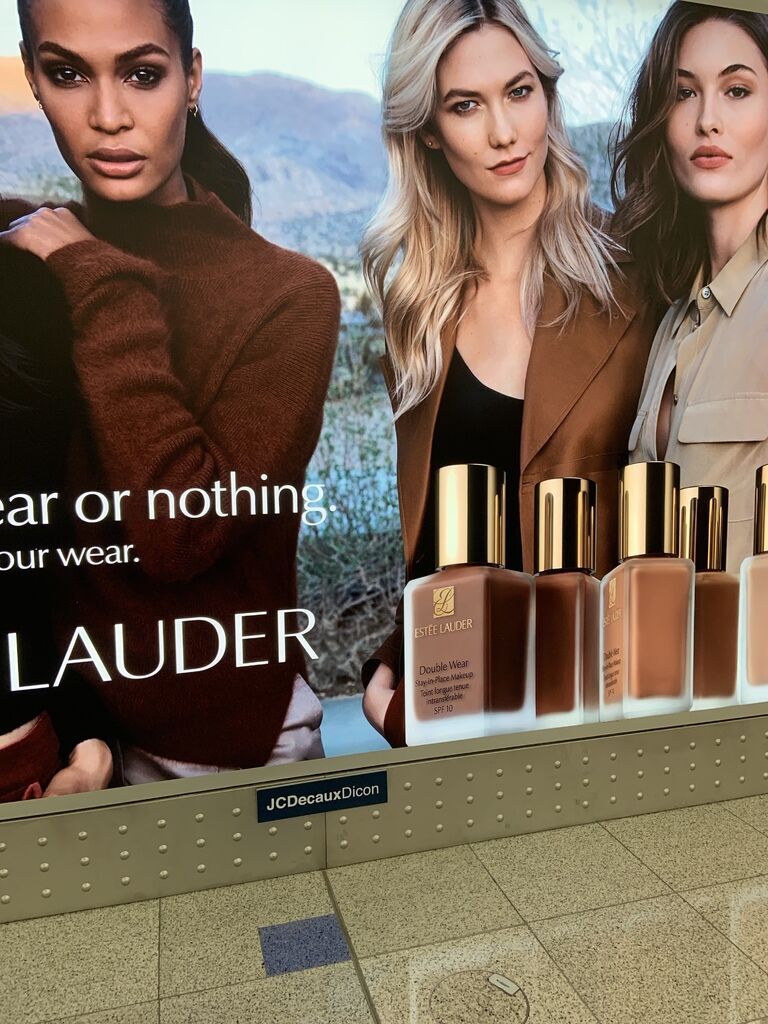 ear or nothing.
our wear.
LAUDER
ESTĒE LAUDER
Double Wear
Stay-in-Place Makeup
Teint longue tenue
intransférable
SPF 10
JCDecauxDicon